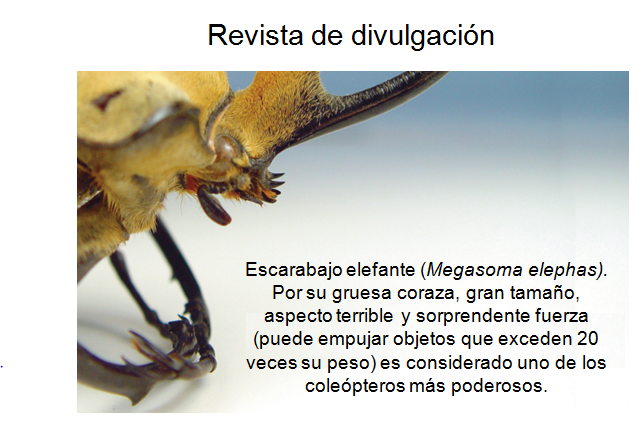 Revista de divulgación
Escarabajo elefante (Megasoma elephas).
Por su gruesa coraza, gran tamaño,
aspecto terrible y sorprendente fuerza
(puede empujar objetos que exceden 20
veces su peso) es considerado uno de los
coleópteros más poderosos.